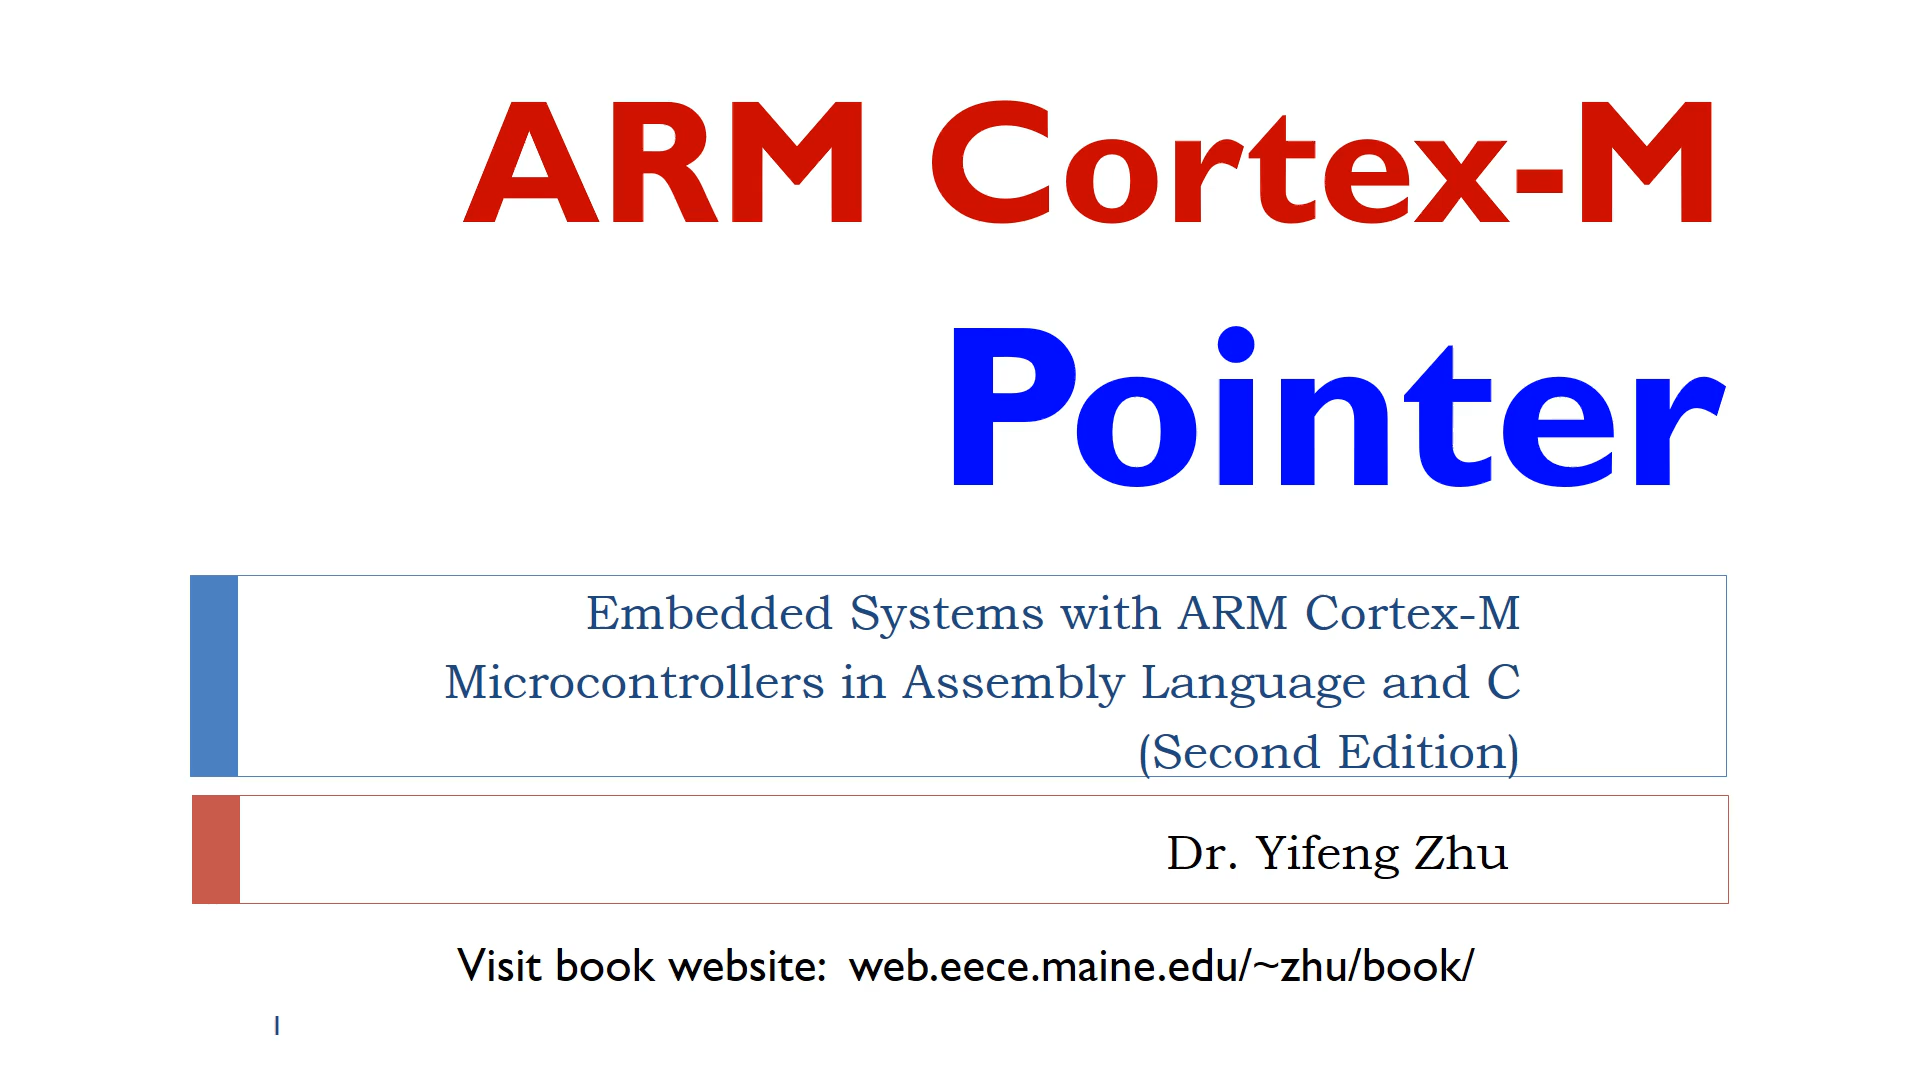 ARM Cortex-M
Pointer
Embedded Systems with ARM Cortex-M
Microcontrollers in Assembly Language and C
(Second Edition)
Dr. Yifeng Zhu
Visit book website: web.eece.maine.edu/~zhu/book/
1